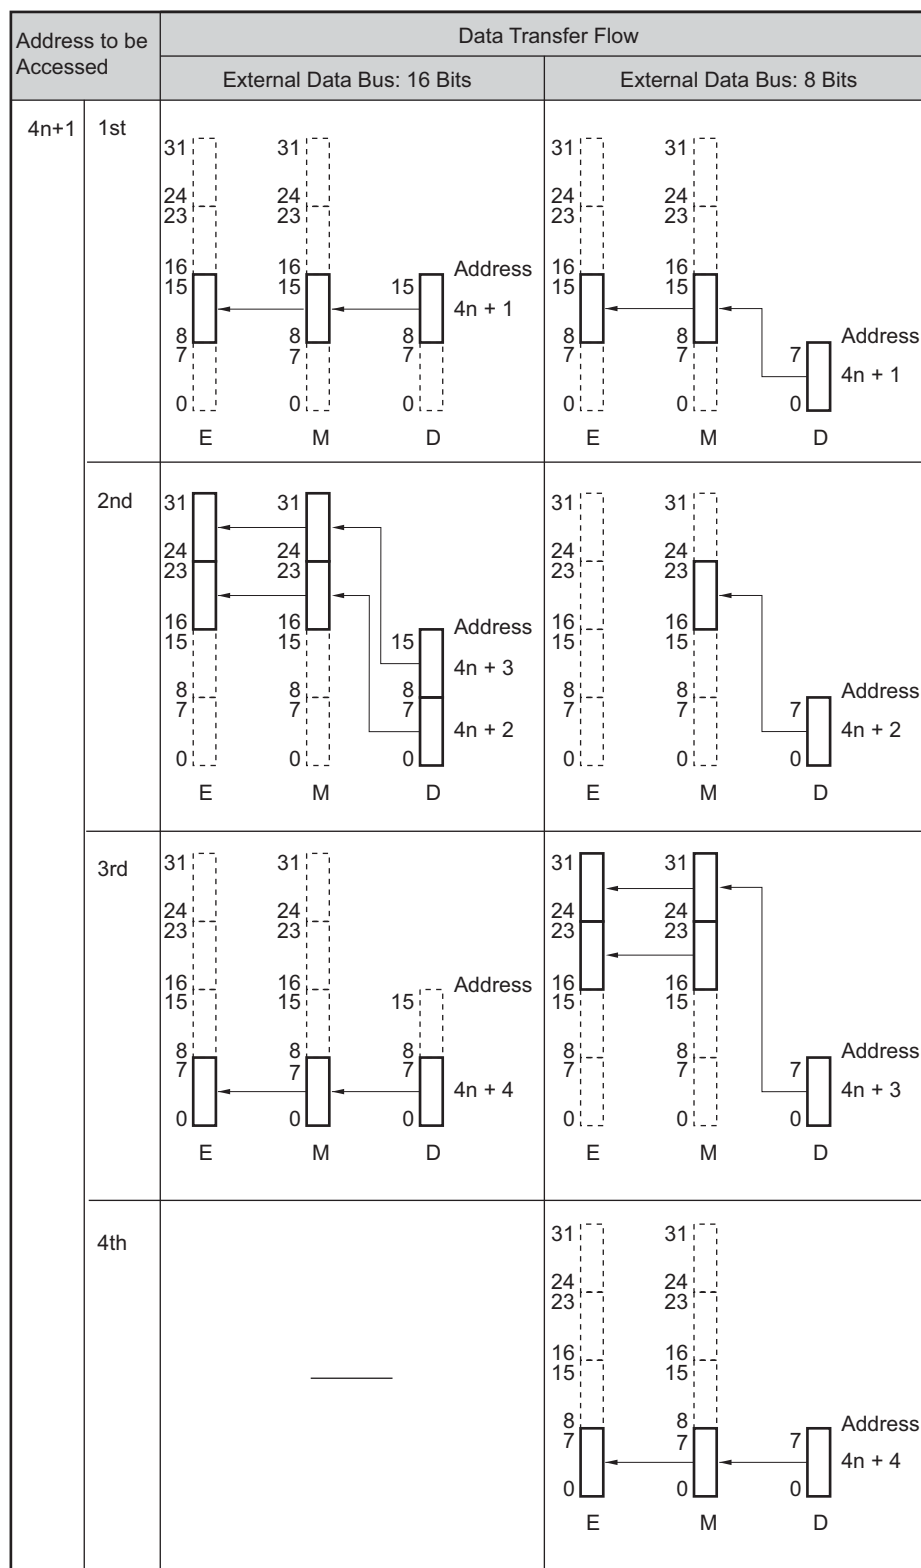 Address to be
Accessed
Data Transfer Flow
External Data Bus: 16 Bits
External Data Bus: 8 Bits
4n+1
1st
31 31
24 24
23 23
16 16 Address
15 15 15 4n + 1
8 8 8
7 7 7
0 0 0
E M D
31 31
24 24
23 23
16 16
15 15
8 8 Address
7 7 7 4n + 1
0 0 0
E M D
2nd
31 31
24 24
23 23
16 16 Address
15 15 15 4n + 3
8 8 8
7 7 7 4n + 2
0 0 0
E M D
31 31
24 24
23 23
16 16
15 15
8 8 Address
7 7 7 4n + 2
0 0 0
E M D
3rd
31 31
24 24
23 23
16 16 Address
15 15 15
8 8 8
7 7 7 4n + 4
0 0 0
E M D
31 31
24 24
23 23
16 16
15 15
8 8 Address
7 7 7 4n + 3
0 0 0
E M D
4th
31 31
24 24
23 23
16 16
15 15
8 8 Address
7 7 7 4n + 4
0 0 0
E M D